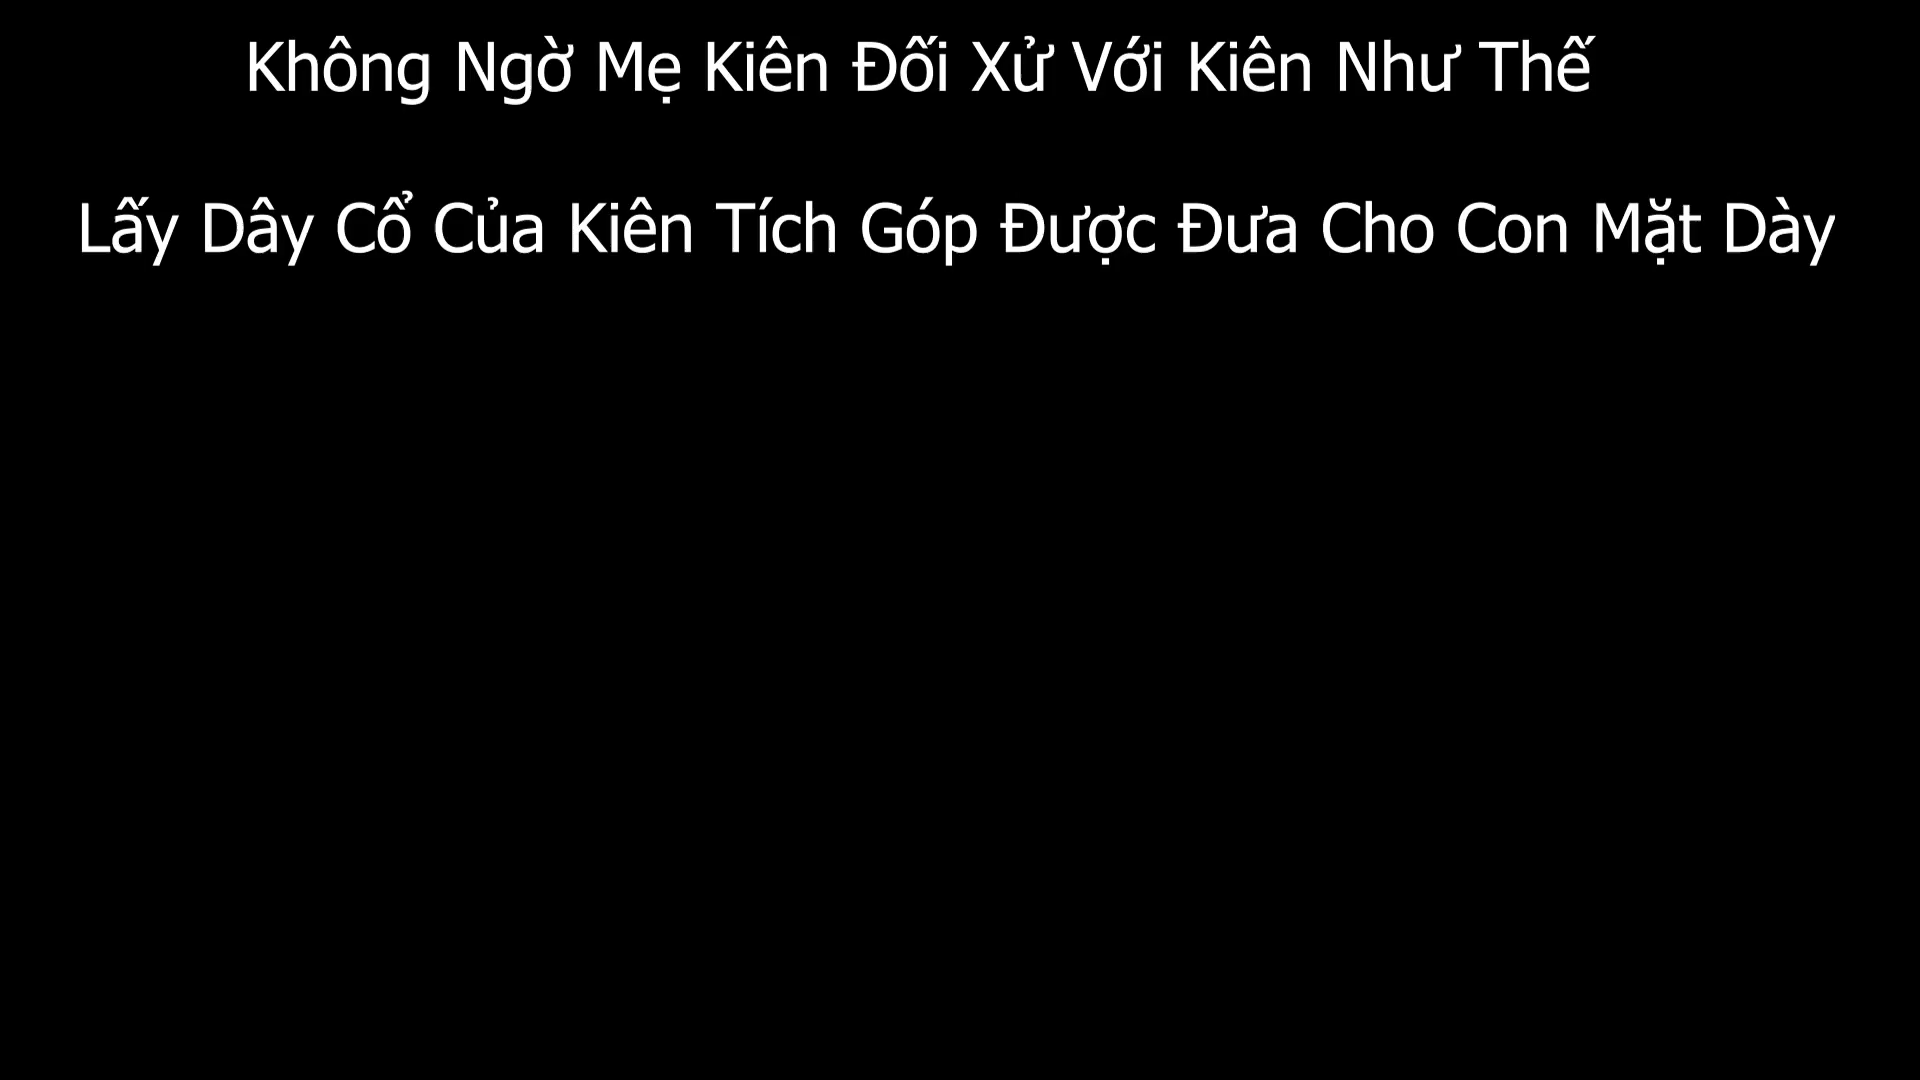 Không Ngờ Mẹ Kiên Đối Xử Với Kiên Như Thế
Lấy Dây Cổ Của Kiên Tích Góp Được Đưa Cho Con Mặt Dày